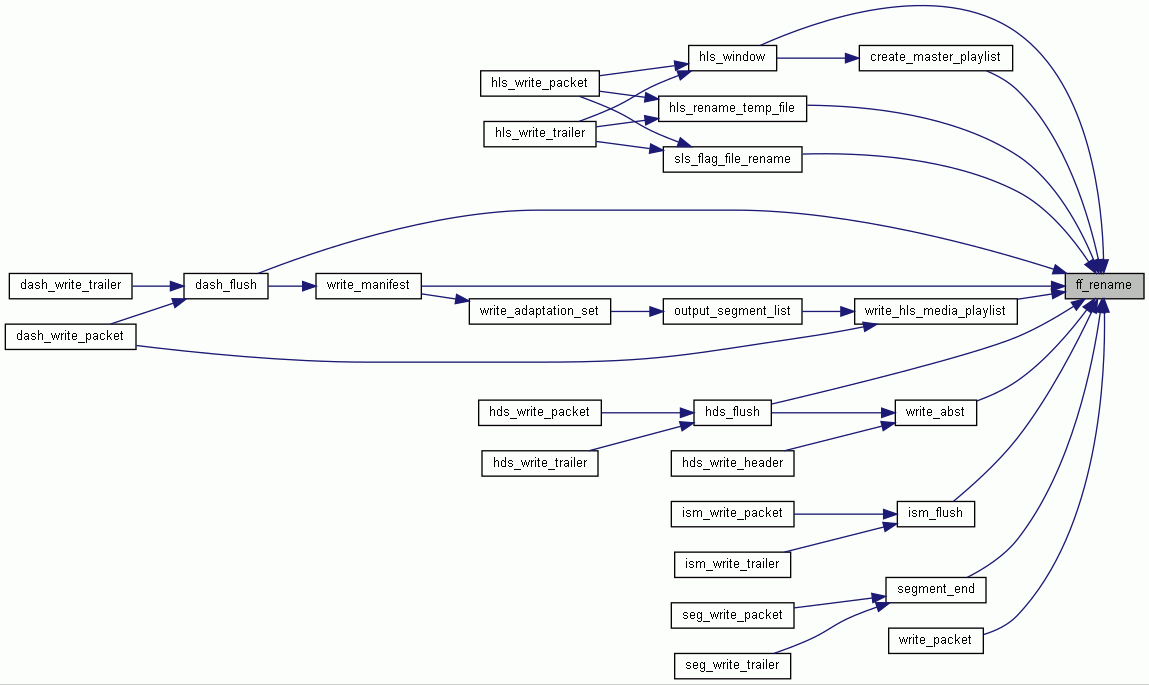 hls_window
create_master_playlist
hls_write_packet
hls_rename_temp_file
hls_write_trailer
sls_flag_file_rename
dash_write_trailer
dash_flush
write_manifest
ff_rename
write_adaptation_set
output_segment_list
write_hls_media_playlist
dash_write_packet
hds_write_packet
hds_flush
write_abst
hds_write_trailer
hds_write_header
ism_write_packet
ism_flush
ism_write_trailer
segment_end
seg_write_packet
write_packet
seg_write_trailer